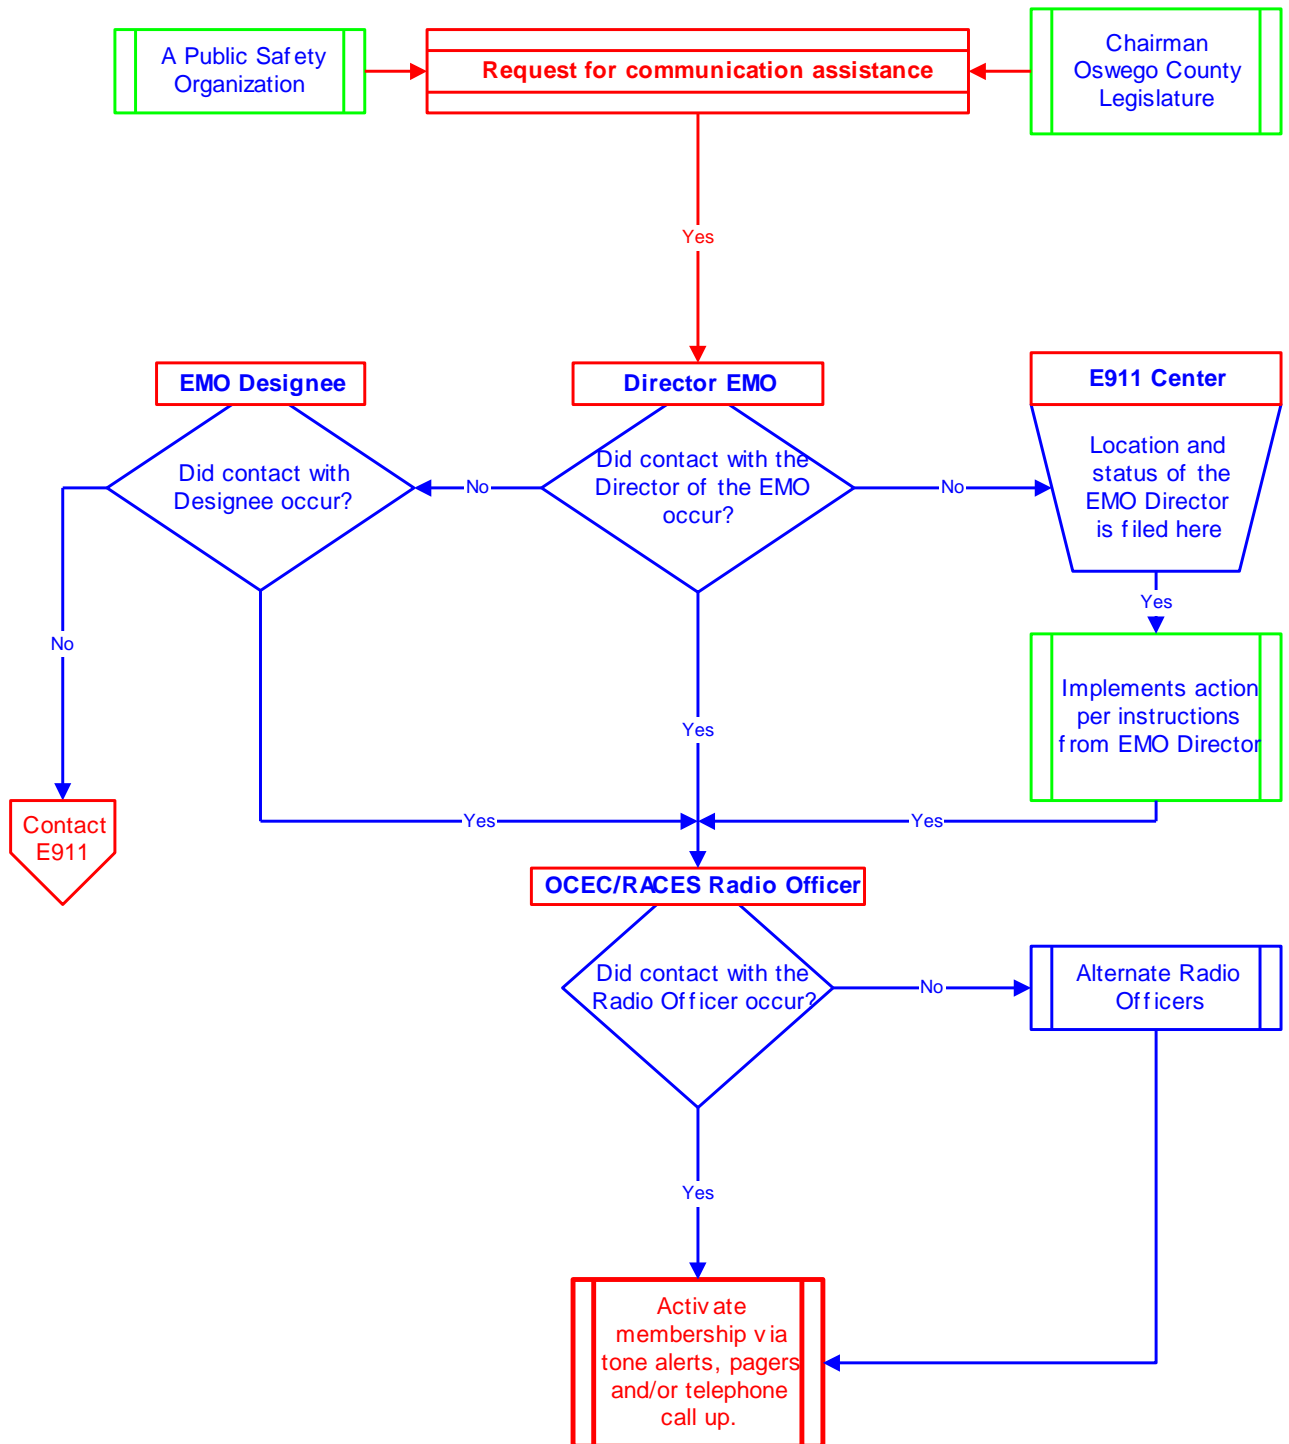 A Public Safety
Organization
Request for communication assistance
Chairman
Oswego County
Legislature
Yes
EMO Designee
Director EMO
E911 Center
Did contact with
Designee occur?
No
Did contact with the
Director of the EMO
occur?
No
Location and
status of the
EMO Director
is filed here
Yes
No
Yes
Implements action
per instructions
from EMO Director
Contact
E911
Yes
Yes
OCEC/RACES Radio Officer
Did contact with the
Radio Officer occur?
No
Alternate Radio
Officers
Yes
Activate
membership via
tone alerts, pagers
and/or telephone
call up.